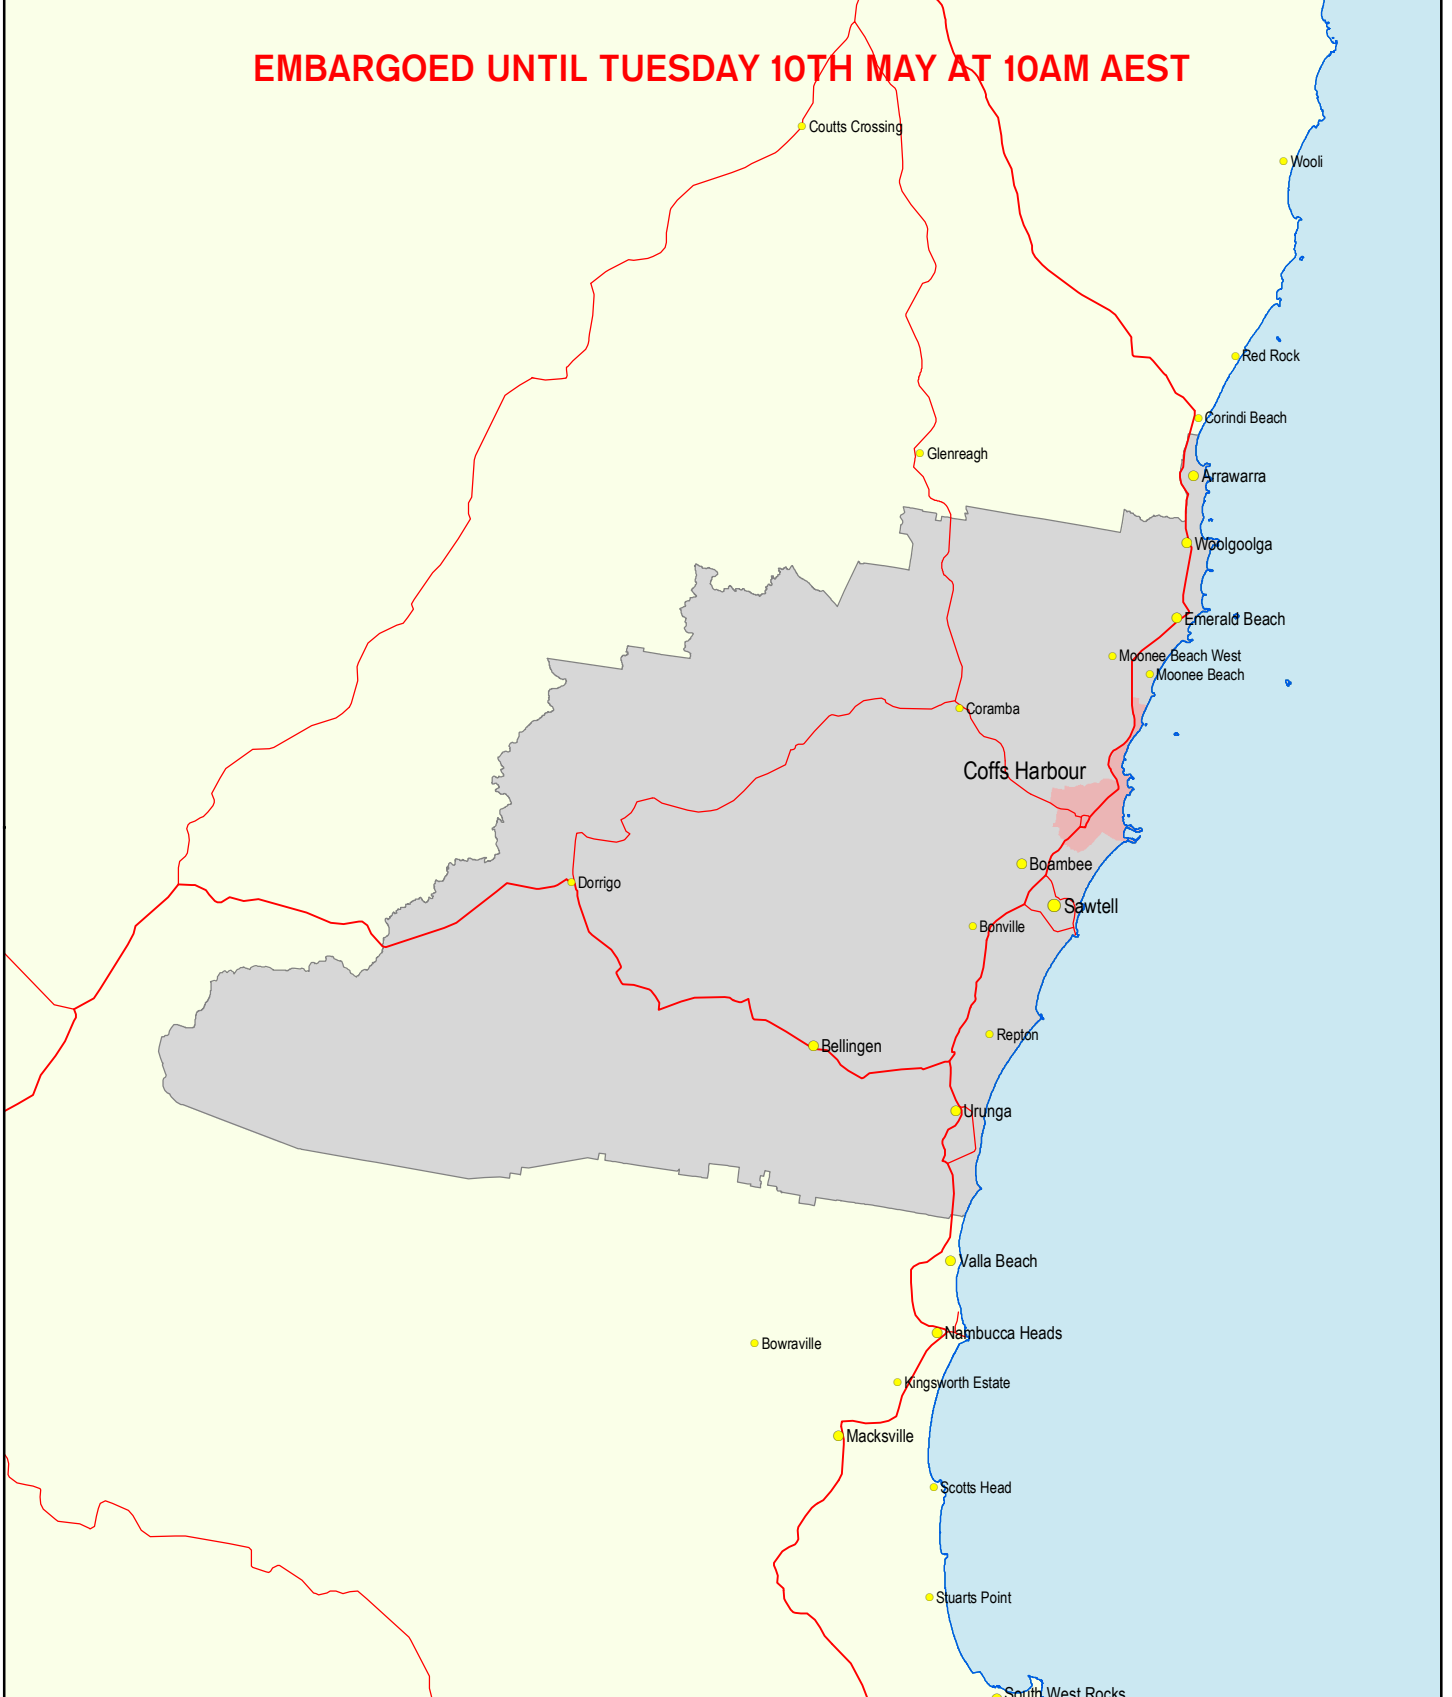 EMBARGOED UNTIL TUESDAY 10TH MAY AT 10AM AEST
Coutts Crossing
Wooli
Red Rock
Corindi Beach
Glenreagh
Arrawarra
Woolgoolga
Emerald Beach
Moonee Beach West
Moonee Beach
Coramba
Coffs Harbour
Boambee
Dorrigo
Sawtell
Bonville
Repton
Bellingen
Urunga
Valla Beach
Nambucca Heads
Bowraville
Kingsworth Estate
Macksville
Scotts Head
Stuarts Point
South West Rocks